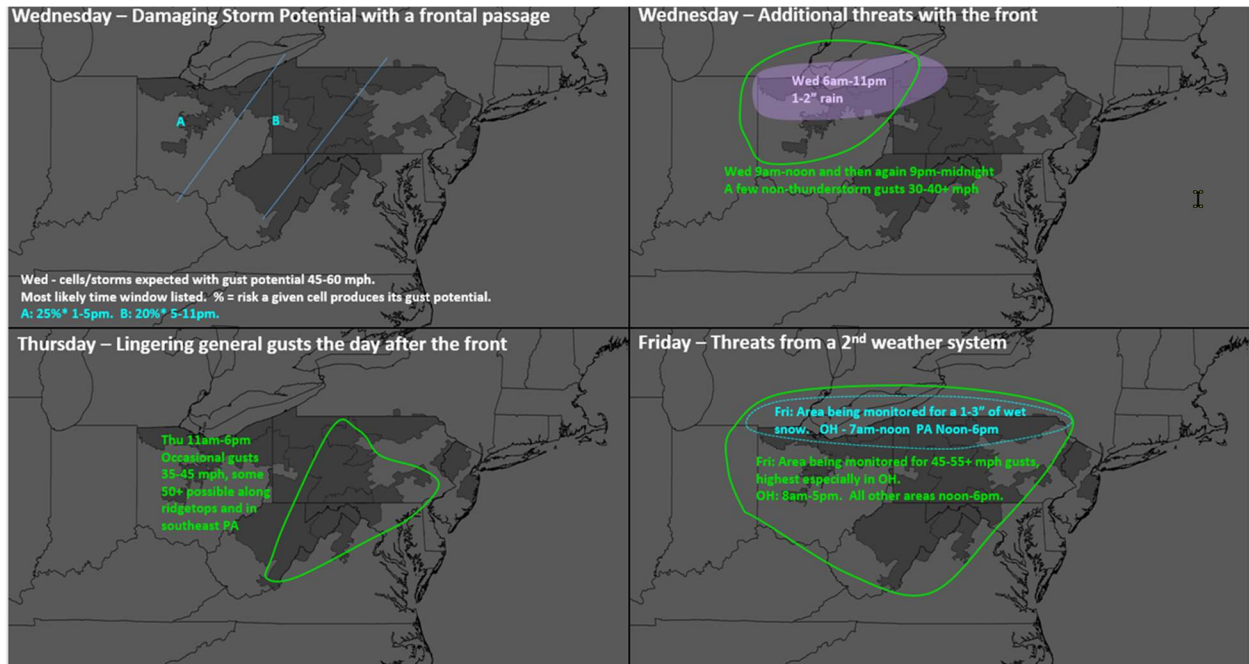 Wednesday – Damaging Storm Potential with a frontal passage
A
B
Wed - cells/storms expected with gust potential 45-60 mph.
Most likely time window listed.  % = risk a given cell produces its gust potential.
A: 25%* 1-5pm.  B: 20%* 5-11pm.
Wednesday – Additional threats with the front
Wed 6am-11pm
1-2” rain
Wed 9am-noon and then again 9pm-midnight
A few non-thunderstorm gusts 30-40+ mph
Thursday – Lingering general gusts the day after the front
Thu 11am-6pm
Occasional gusts
35-45 mph, some
50+ possible along
ridgetops and in
southeast PA
Friday – Threats from a 2nd weather system
Fri: Area being monitored for a 1-3” of wet
snow.   OH - 7am-noon  PA Noon-6pm
Fri: Area being monitored for 45-55+ mph gusts,
highest especially in OH.
OH: 8am-5pm.  All other areas noon-6pm.